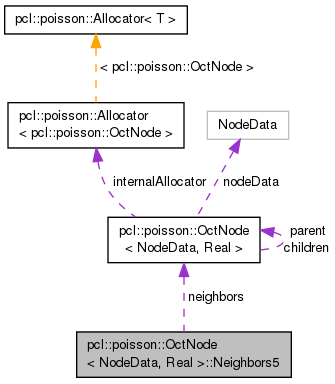 pcl::poisson::Allocator< T >
< pcl::poisson::OctNode >
pcl::poisson::Allocator
< pcl::poisson::OctNode >
NodeData
internalAllocator
nodeData
pcl::poisson::OctNode
< NodeData, Real >
parent
children
neighbors
pcl::poisson::OctNode
< NodeData, Real >::Neighbors5